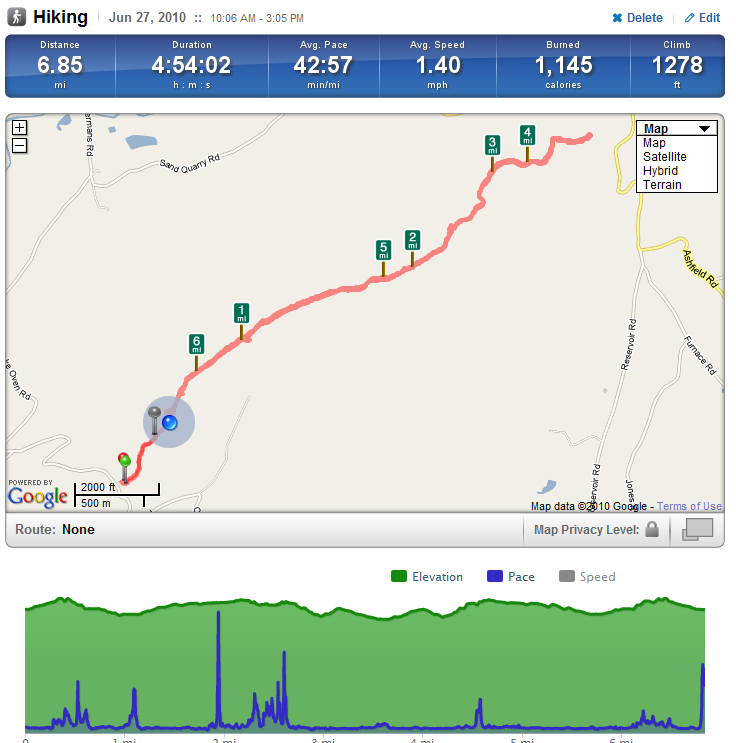 Hiking Jun 27, 2010 :: 10:06 AM - 3:05 PM Delete Edit
Distance Duration Avg. Pace Avg. Speed Burned Climb
6.85 4:54:02 42:57 1.40 1,145 1278
mi h : m : s min/mi mph calories ft
+
−
ermans Rd
Sand Quarry Rd
3 mi
4 mi
Map
Map
Satellite
Hybrid
Terrain
5 mi
2 mi
Ashfield Rd
1 mi
6 mi
Reservoir Rd
Furnace Rd
ke Oven Rd
servoir Rd
Jones
POWERED BY
Google
2000 ft
500 m
Map data ©2010 Google - Terms of Use
Route: None Map Privacy Level:
Elevation Pace Speed
0 1 mi 2 mi 3 mi 4 mi 5 mi 6 mi